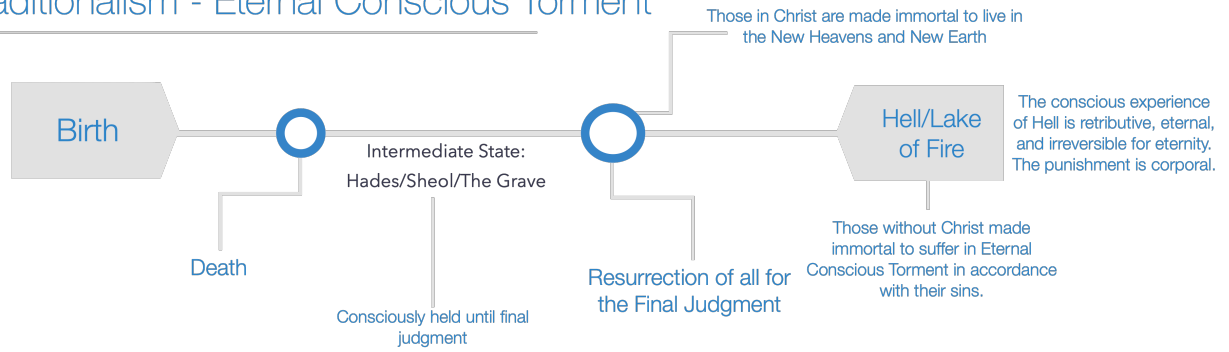 - Eternal Conscious Torment
Those in Christ are made immortal to live in
the New Heavens and New Earth
Birth
Intermediate State:
Hades/Sheol/The Grave
Hell/Lake
of Fire
The conscious experience
of Hell is retributive, eternal,
and irreversible for eternity.
The punishment is corporal.
Death
Consciously held until final
judgment
Resurrection of all for
the Final Judgment
Those without Christ made
immortal to suffer in Eternal
Conscious Torment in accordance
with their sins.